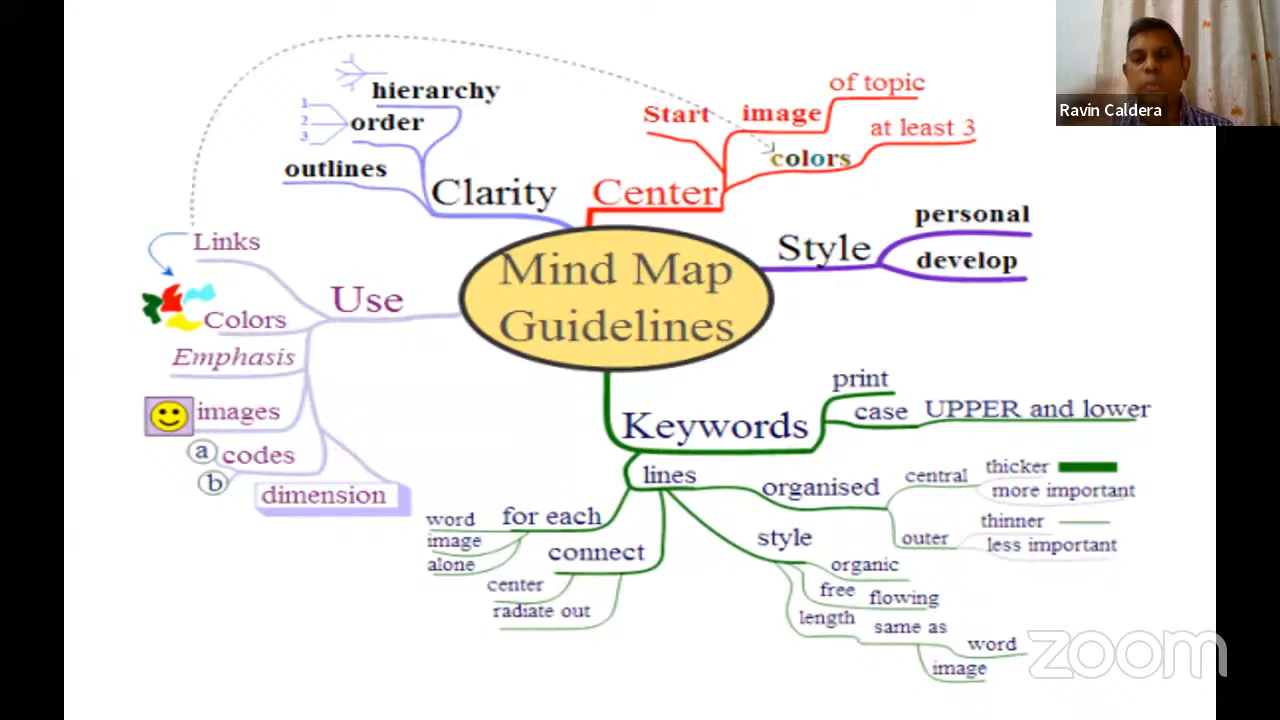 Ravin Caldera
Mind Map
Guidelines
Center
Start
image
of topic
colors
at least 3
Style
personal
develop
Keywords
print
case
UPPER and lower
lines
organised
central
thicker
more important
outer
thinner
less important
style
organic
free
flowing
length
same as
word
image
connect
center
radiate out
for each
word
image
alone
Use
Links
Colors
Emphasis
images
codes
a
b
dimension
Clarity
hierarchy
order
1
2
3
outlines
zoom